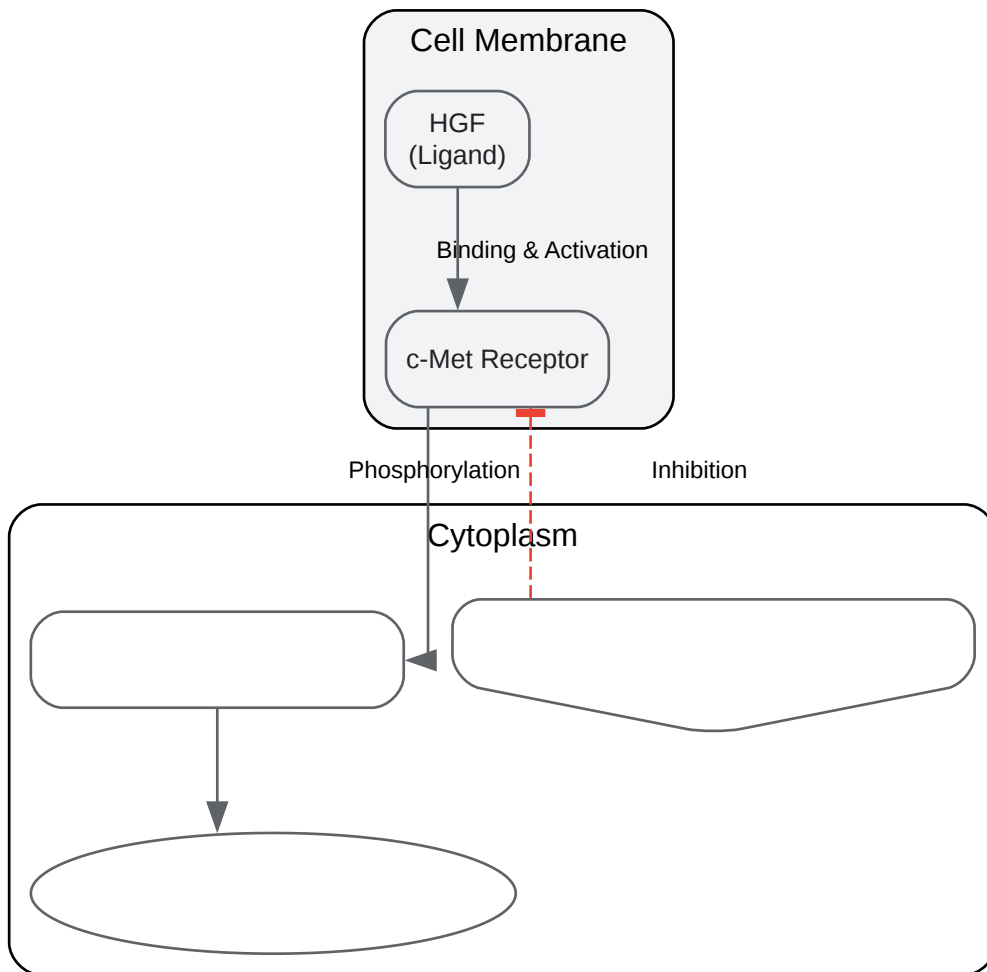 Cell Membrane
HGF
(Ligand)
Binding & Activation
c-Met Receptor
Phosphorylation
Inhibition
Cytoplasm